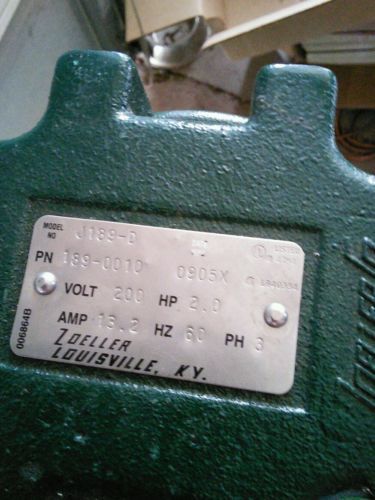 MODEL NO J189-D
PN 189-0010 0905X
LISTED
VOLT 200 HP 2.0
AMP 13.2 HZ 60 PH 3
ZOELLER
LOUISVILLE, KY.
006864B